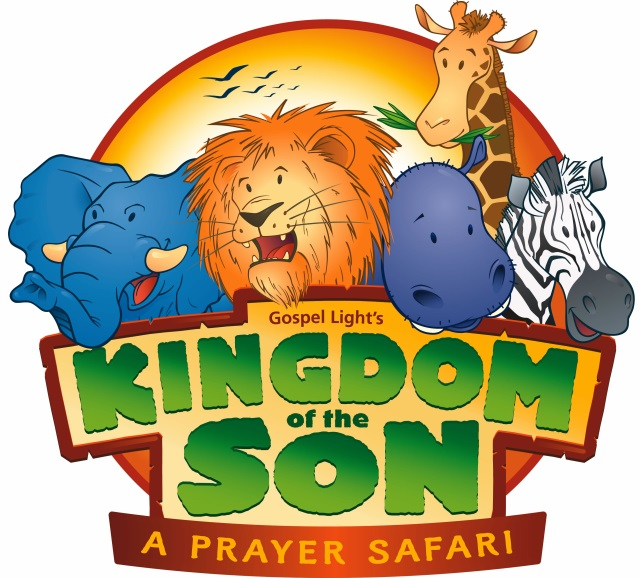 Gospel Light's
KINGDOM
of the
SON
A PRAYER SAFARI